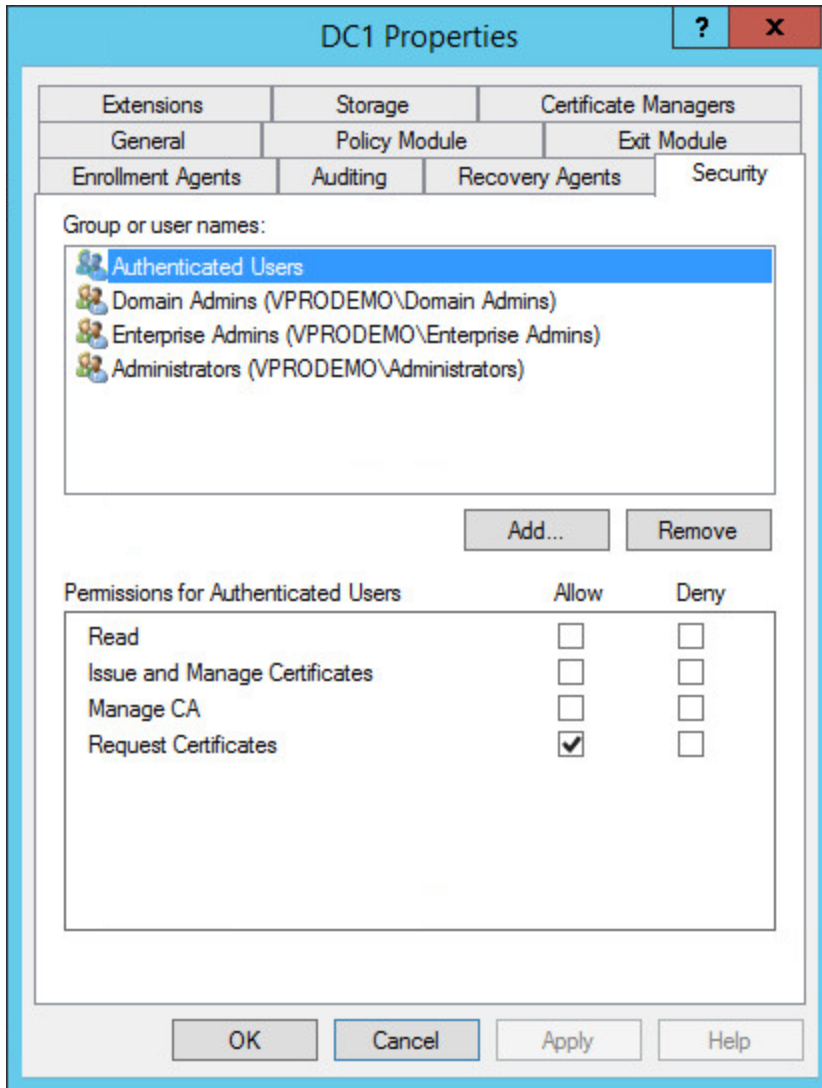 DC1 Properties
? x
Extensions Storage Certificate Managers
General Policy Module Exit Module
Enrollment Agents Auditing Recovery Agents Security
Group or user names:
Authenticated Users
Domain Admins (VPRODEMO\Domain Admins)
Enterprise Admins (VPRODEMO\Enterprise Admins)
Administrators (VPRODEMO\Administrators)
Add... Remove
Permissions for Authenticated Users Allow Deny
Read
Issue and Manage Certificates
Manage CA
Request Certificates
OK Cancel Apply Help